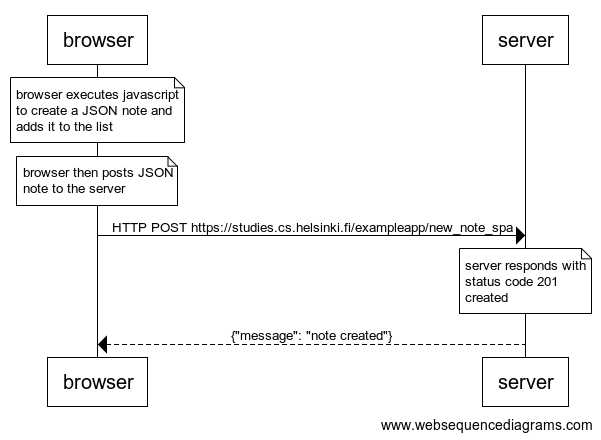 browser
server
browser executes javascript
to create a JSON note and
adds it to the list
browser then posts JSON
note to the server
HTTP POST https://studies.cs.helsinki.fi/exampleapp/new_note_spa
server responds with
status code 201
created
{"message": "note created"}
browser
server
www.websequencediagrams.com